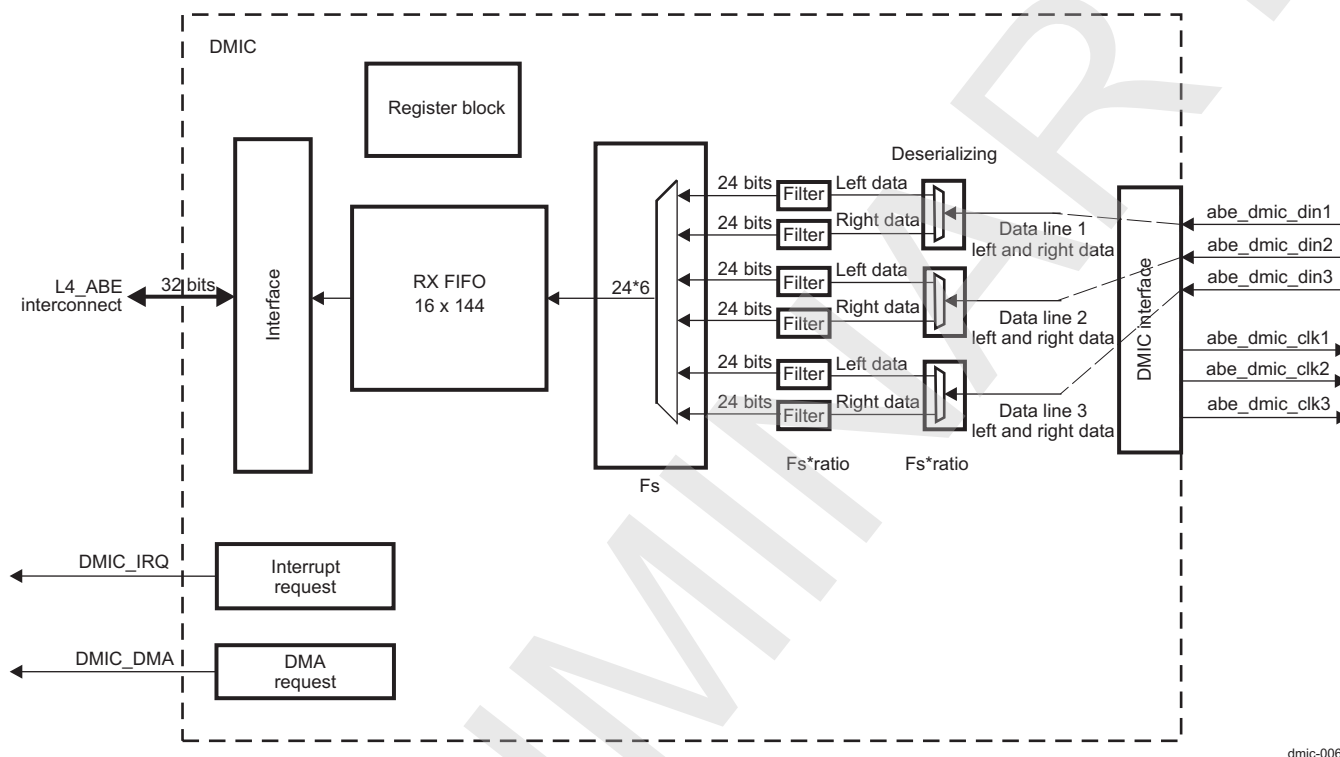 DMIC
Register block
Deserializing
24 bits
Filter
Left data
24 bits
Filter
Right data
Data line 1
left and right data
24 bits
Filter
Left data
24 bits
Filter
Right data
Data line 2
left and right data
24 bits
Filter
Left data
24 bits
Filter
Right data
Data line 3
left and right data
abe_dmic_din1
abe_dmic_din2
abe_dmic_din3
abe_dmic_clk1
abe_dmic_clk2
abe_dmic_clk3
DMIC interface
L4_ABE
interconnect
32 bits
Interface
RX FIFO
16 x 144
24*6
Fs
Fs*ratio
Fs*ratio
DMIC_IRQ
Interrupt
request
DMIC_DMA
DMA
request
dmic-006